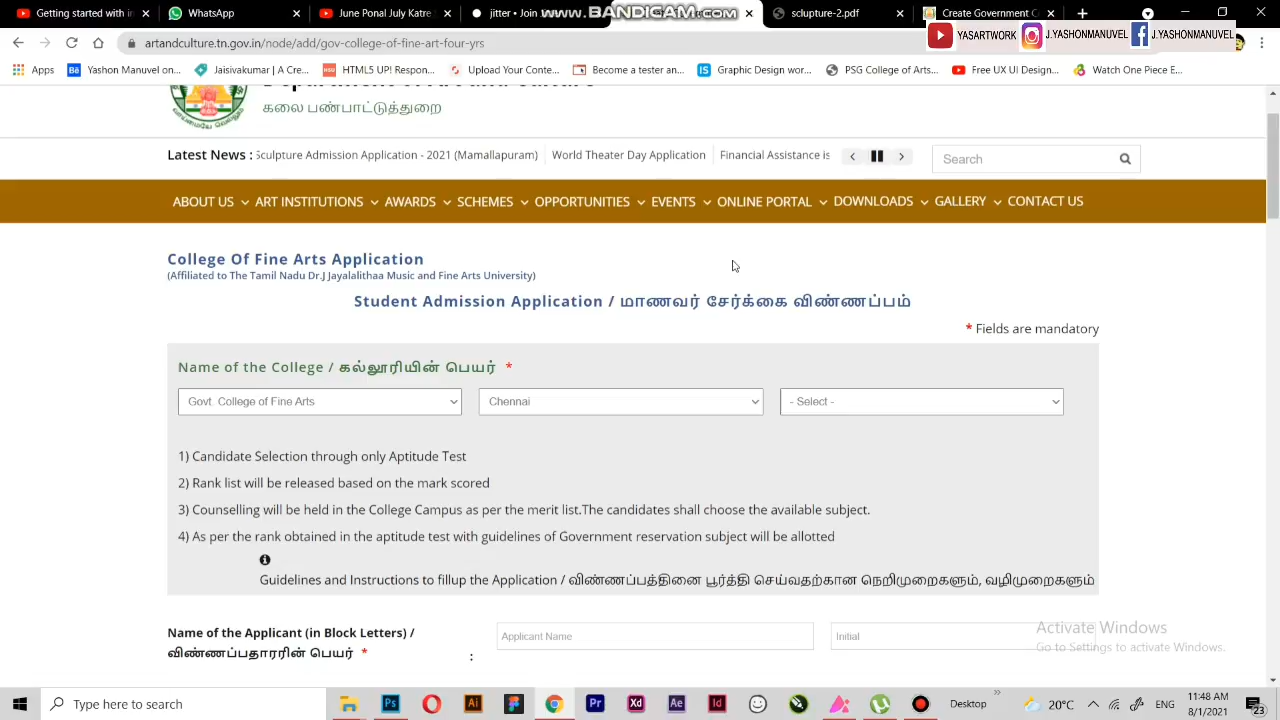 WhatsA
June Post July Katre
jitter • Join
www.BANDICAM.com
sclupture-2.pdf
Create Government C
artandculture.tn.gov.in/node/add/gov-college-of-fine-art-four-yrs
YASARTWORK J.YASHONMANUVEL J.YASHONMANUVEL
Apps Yashon Manuvel on... Jaisivakumar | A Cre... HTML5 UP! Respon... Upload Your Conte... Become a tester an... Graphic Design wor... PSG College of Arts... Free UX UI Design... Watch One Piece E...
கலை பண்பாட்டுத்துறை
Latest News : Sculpture Admission Application - 2021 (Mamallapuram) World Theater Day Application Financial Assistance is Search
ABOUT US ART INSTITUTIONS AWARDS SCHEMES OPPORTUNITIES EVENTS ONLINE PORTAL DOWNLOADS GALLERY CONTACT US
College Of Fine Arts Application
(Affiliated to The Tamil Nadu Dr.J Jayalalithaa Music and Fine Arts University)
Student Admission Application / மாணவர் சேர்க்கை விண்ணப்பம்
* Fields are mandatory
Name of the College / கல்லூரியின் பெயர் *
Govt. College of Fine Arts Chennai - Select -
1) Candidate Selection through only Aptitude Test
2) Rank list will be released based on the mark scored
3) Counselling will be held in the College Campus as per the merit list.The candidates shall choose the available subject.
4) As per the rank obtained in the aptitude test with guidelines of Government reservation subject will be allotted
Guidelines and Instructions to fillup the Application / விண்ணப்பத்தினை பூர்த்தி செய்வதற்கான நெறிமுறைகளும், வழிமுறைகளும்
Name of the Applicant (in Block Letters) / Applicant Name Initial
விண்ணப்பதாரரின் பெயர் * :
Activate Windows
Go to Settings to activate Windows.
Type here to search Desktop 20°C ENG 11:48 AM
8/1/2021 23